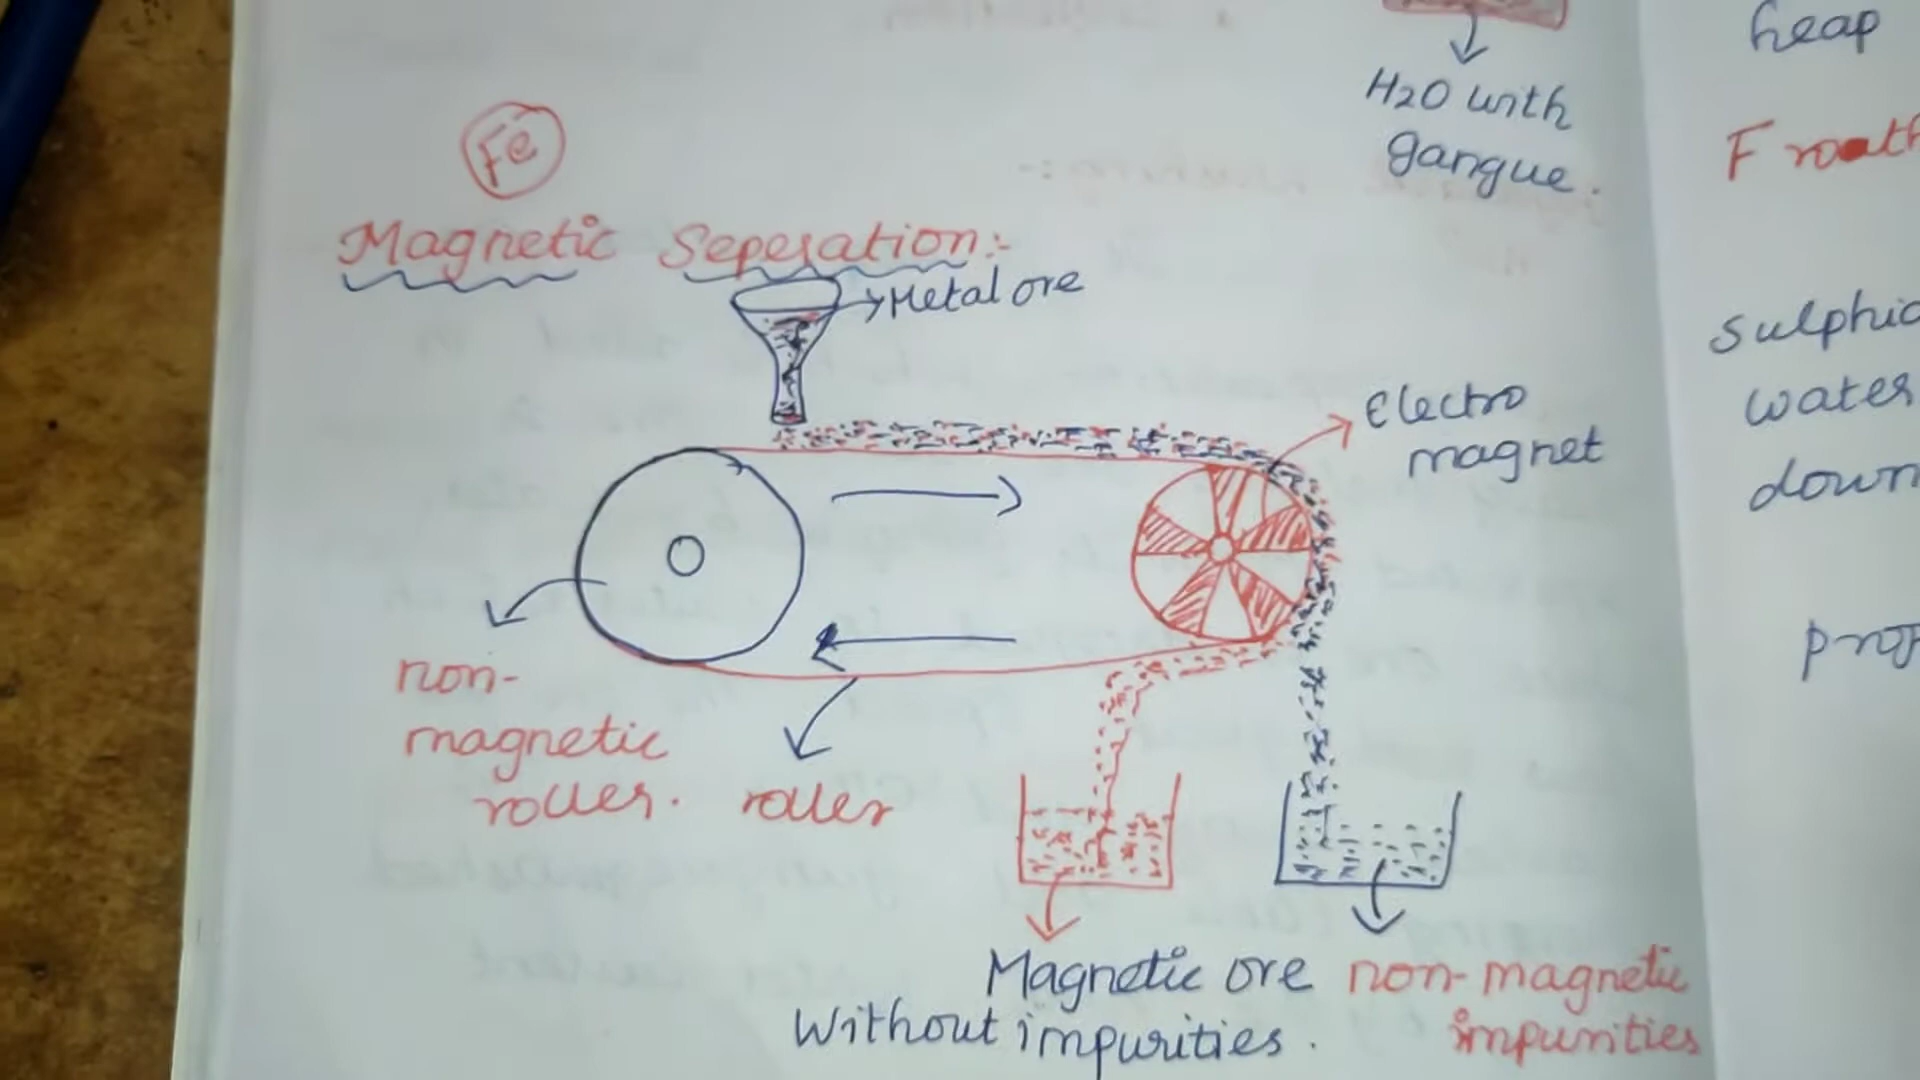 H2O with
gangue.
Fe
Magnetic Seperation:-
Metal ore
Electro
magnet
non-
magnetic
roller.
roller
Magnetic ore
Without impurities.
non-magnetic
impurities
heap
Froath
water
down